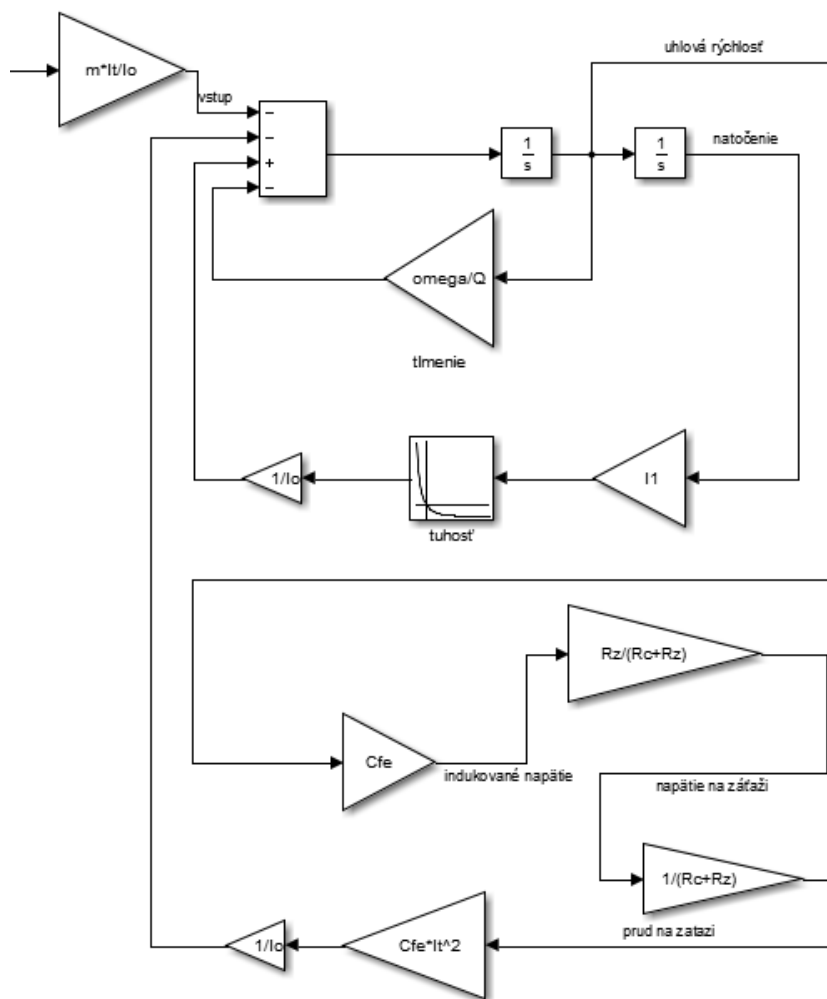 uhlová rýchlosť
m*It/Io
vstup
−
−
+
−
1
s
1
s
natočenie
omega/Q
tlmenie
1/Io
I1
tuhosť
Rz/(Rc+Rz)
Cfe
indukované napätie
napätie na záťaži
1/(Rc+Rz)
prud na zatazi
1/Io
Cfe*It^2